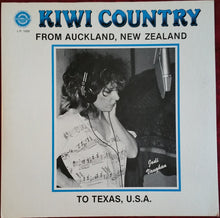 KIWI COUNTRY
FROM AUCKLAND, NEW ZEALAND
Jodi
Vaughan
TO TEXAS, U.S.A.